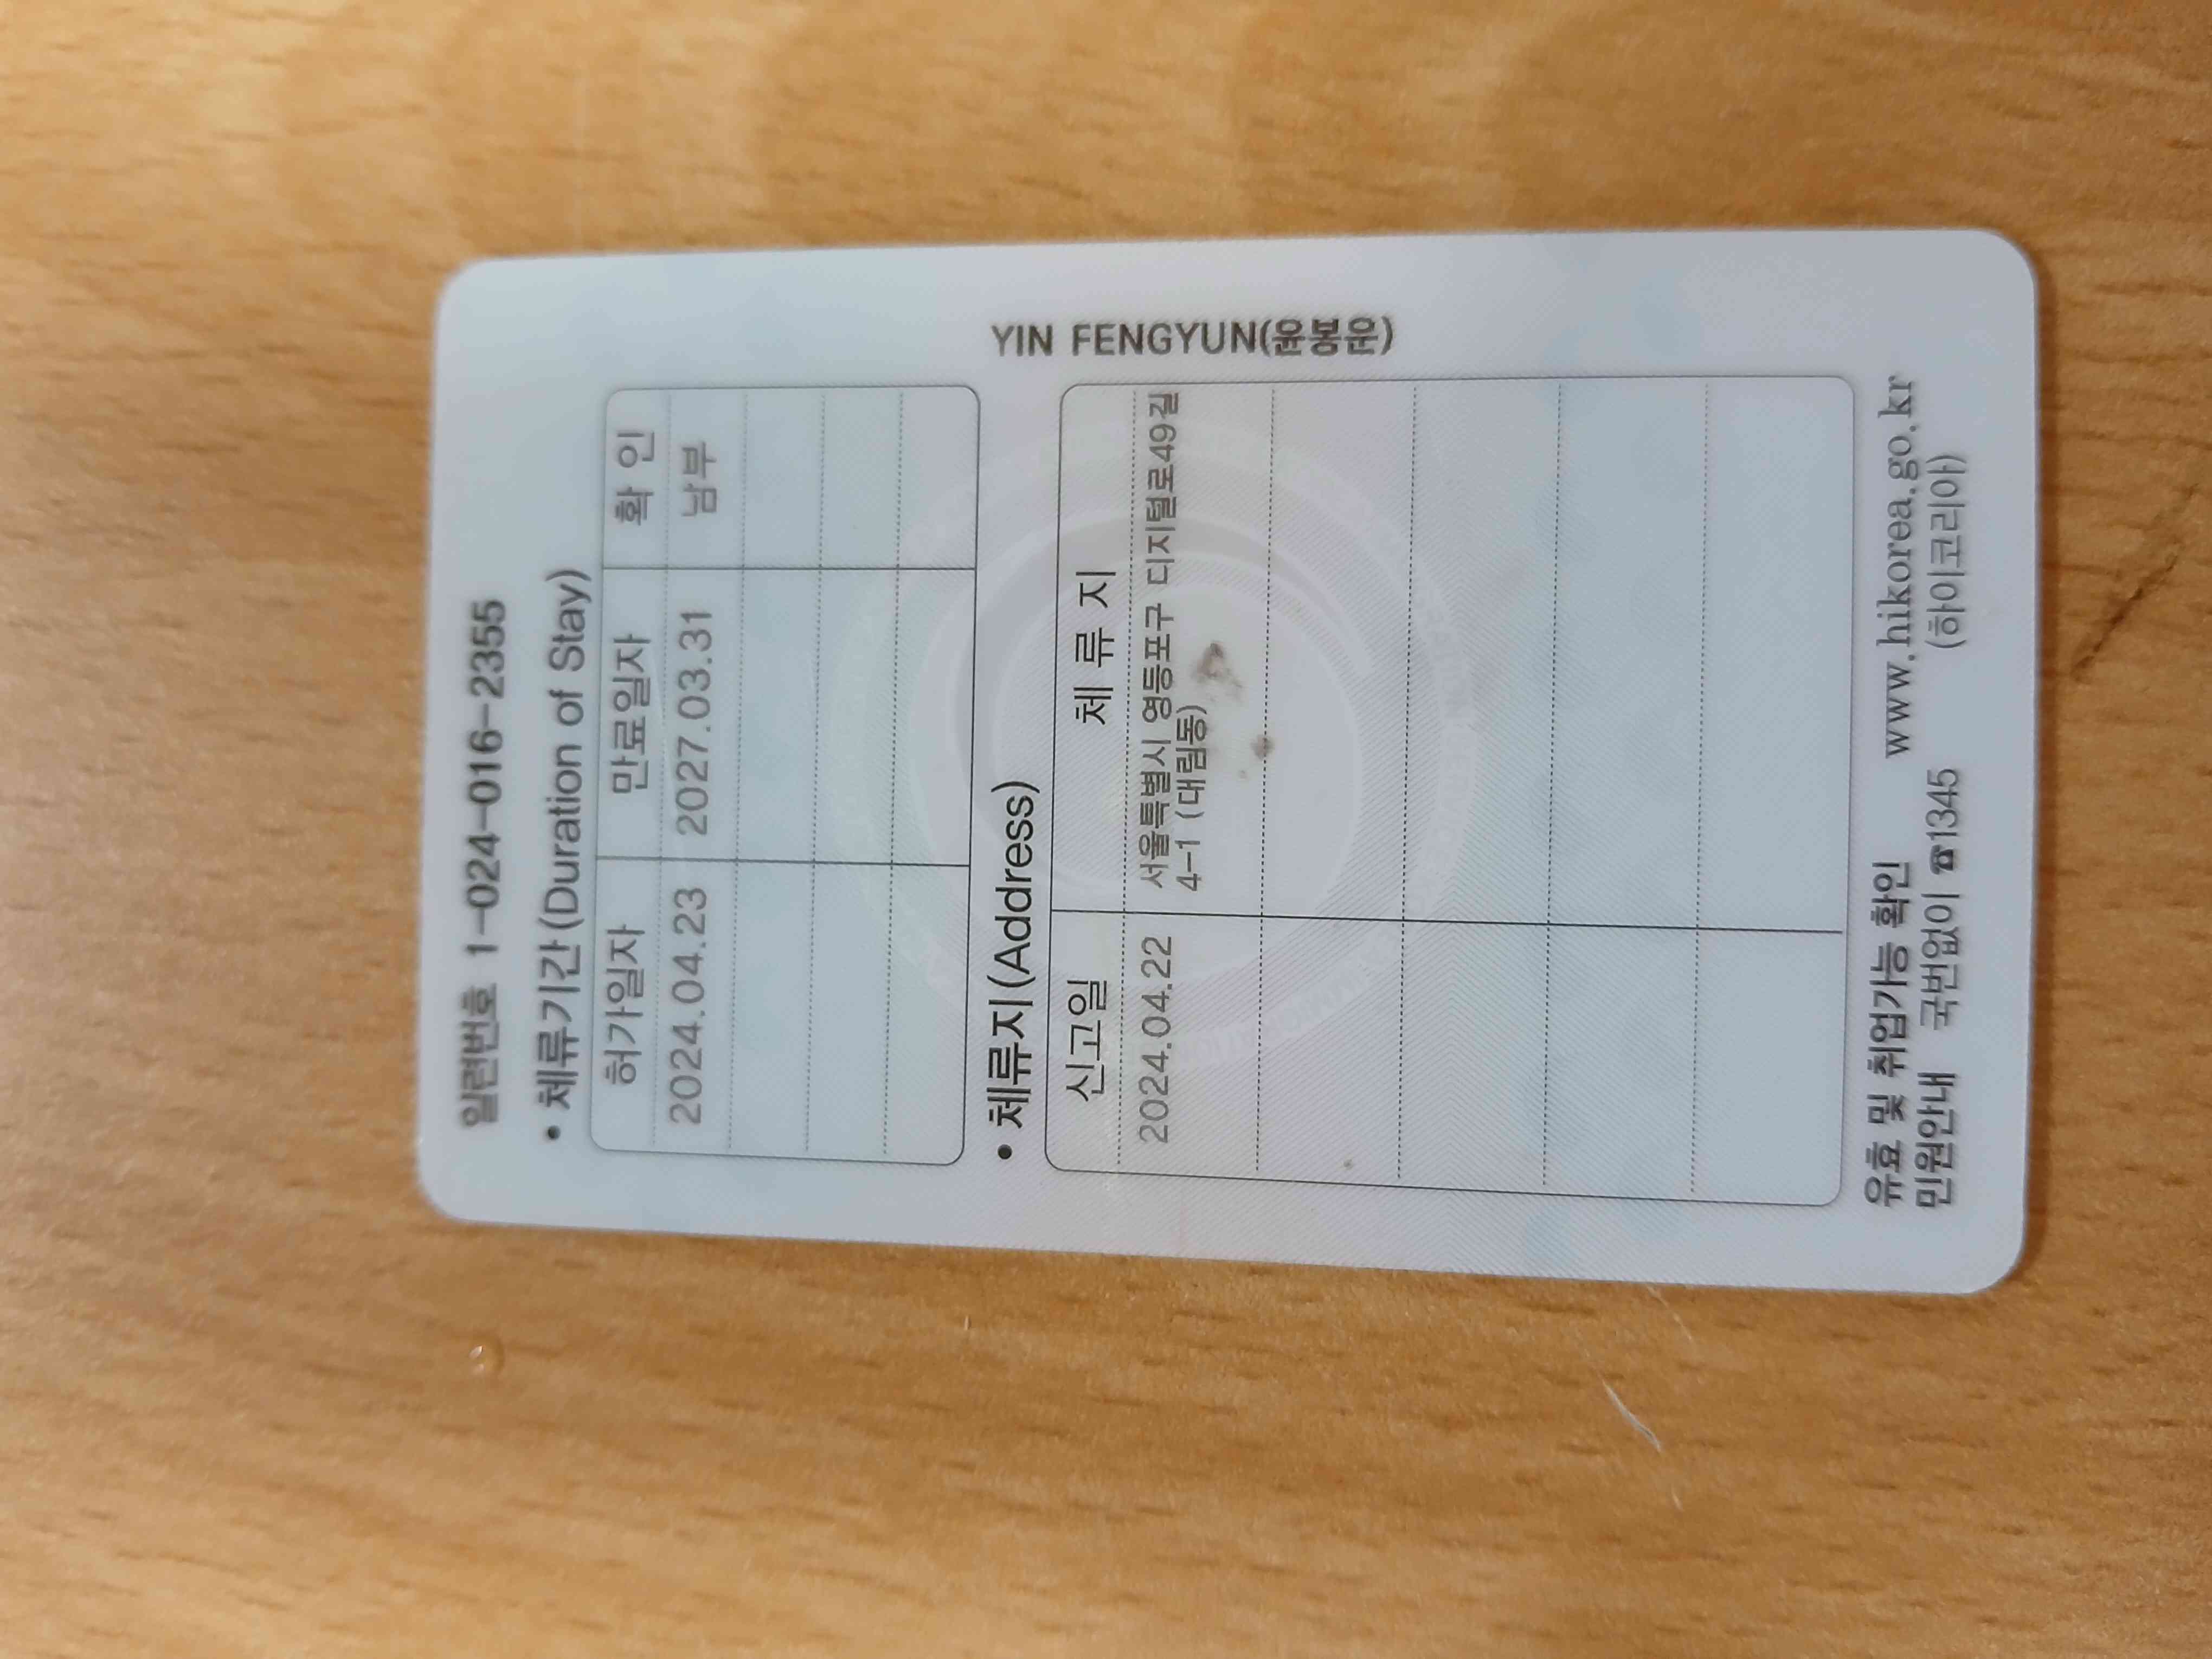 일련번호 1-024-016-2355
• 체류기간(Duration of Stay)
허가일자 만료일자 확 인
2024.04.23 2027.03.31 남부
• 체류지(Address)
YIN FENGYUN(윤봉운)
신고일 체 류 지
2024.04.22 서울특별시 영등포구 디지털로49길
4-1 (대림동)
유효 및 취업가능 확인 www.hikorea.go.kr
민원안내 국번없이 ☎1345 (하이코리아)